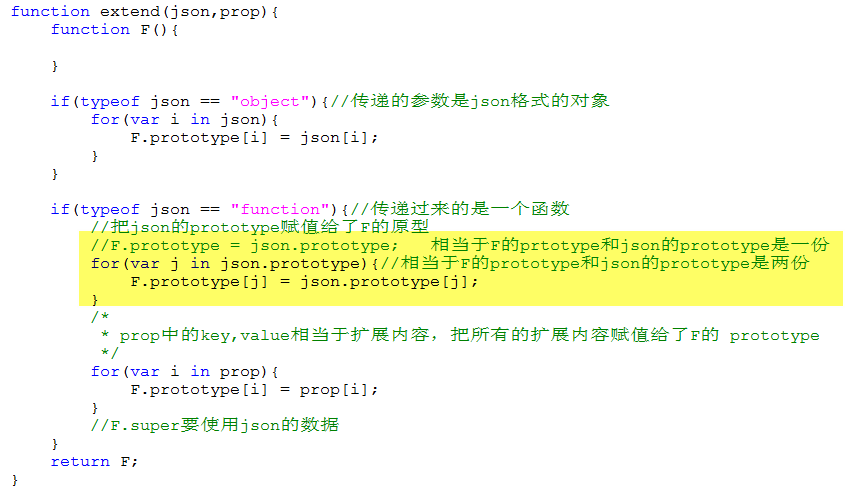 function extend(json,prop){
    function F(){

    }

    if(typeof json == "object"){//传递的参数是json格式的对象
        for(var i in json){
            F.prototype[i] = json[i];
        }
    }

    if(typeof json == "function"){//传递过来的是一个函数
        //把json的prototype赋值给了F的原型
        //F.prototype = json.prototype;   相当于F的prtotype和json的prototype是一份
        for(var j in json.prototype){//相当于F的prototype和json的prototype是两份
            F.prototype[j] = json.prototype[j];
        }
        /*
         * prop中的key,value相当于扩展内容，把所有的扩展内容赋值给了F的 prototype
         */
        for(var i in prop){
            F.prototype[i] = prop[i];
        }
        //F.super要使用json的数据
    }
    return F;
}